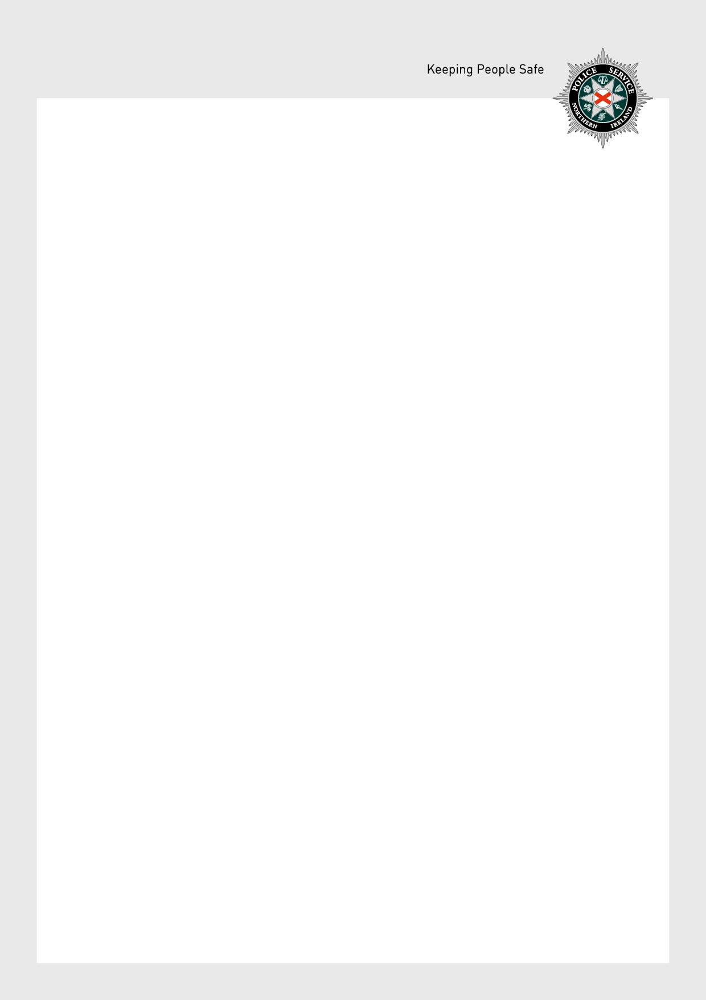 Keeping People Safe
POLICE SERVICE
NORTHERN IRELAND